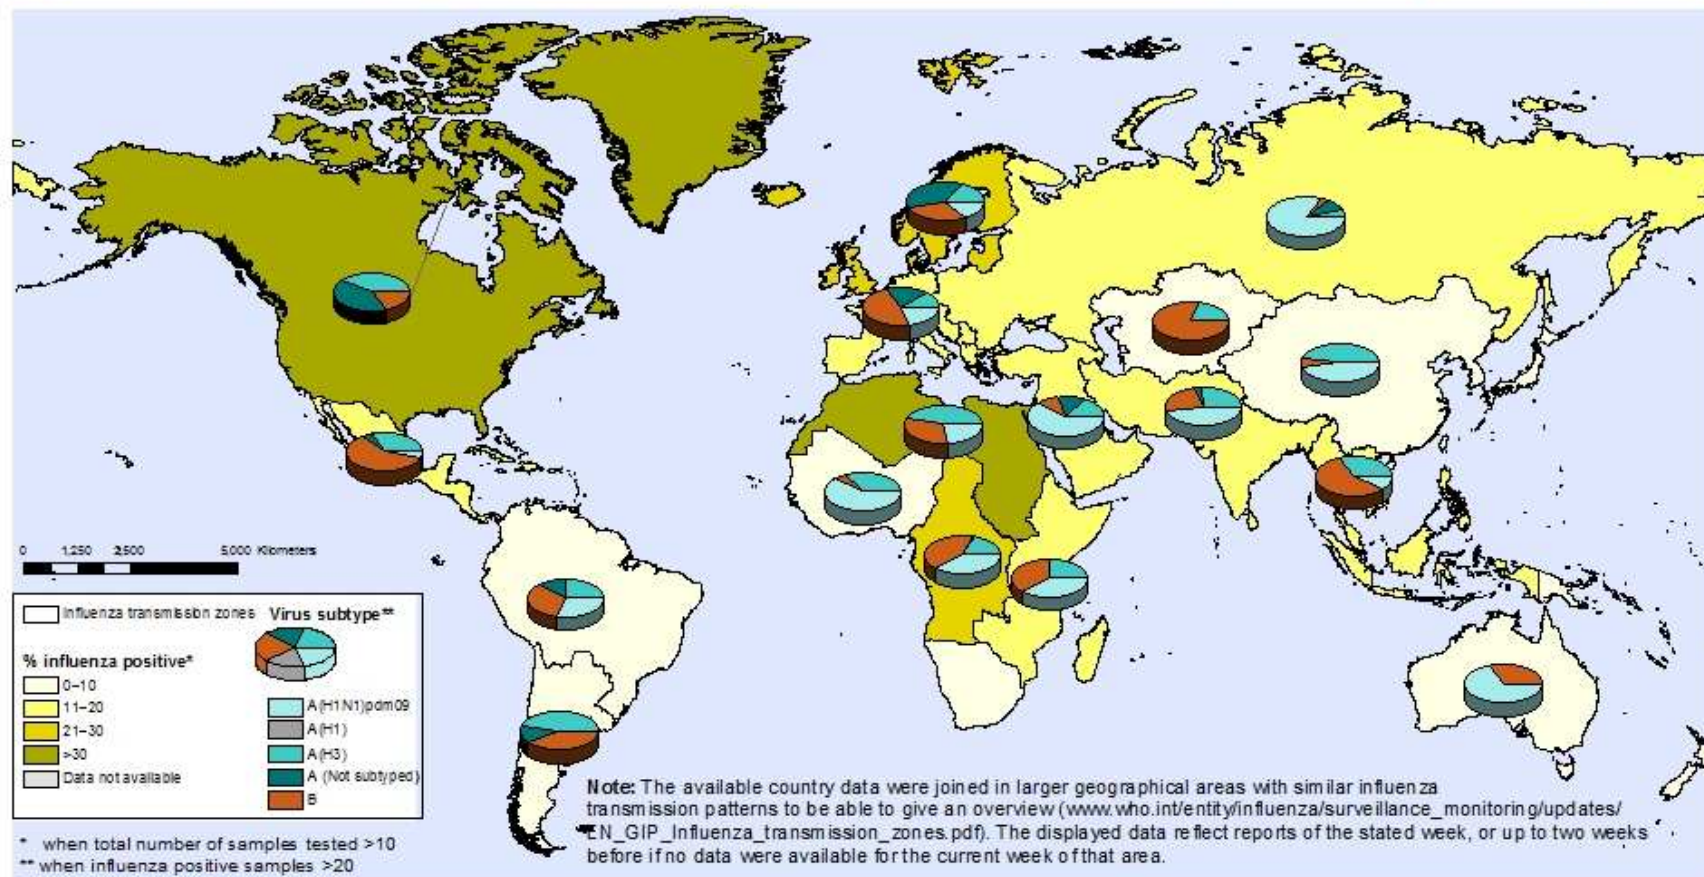 0 1,250 2,500 5,000 Kilometers
Influenza transmission zones
Virus subtype**
% influenza positive*
0–10
11–20
21–30
>30
Data not available
A(H1N1)pdm09
A(H1)
A(H3)
A (Not subtyped)
B
* when total number of samples tested >10
** when influenza positive samples >20
Note: The available country data were joined in larger geographical areas with similar influenza
transmission patterns to be able to give an overview (www.who.int/entity/influenza/surveillance_monitoring/updates/
EN_GIP_Influenza_transmission_zones.pdf). The displayed data reflect reports of the stated week, or up to two weeks
before if no data were available for the current week of that area.